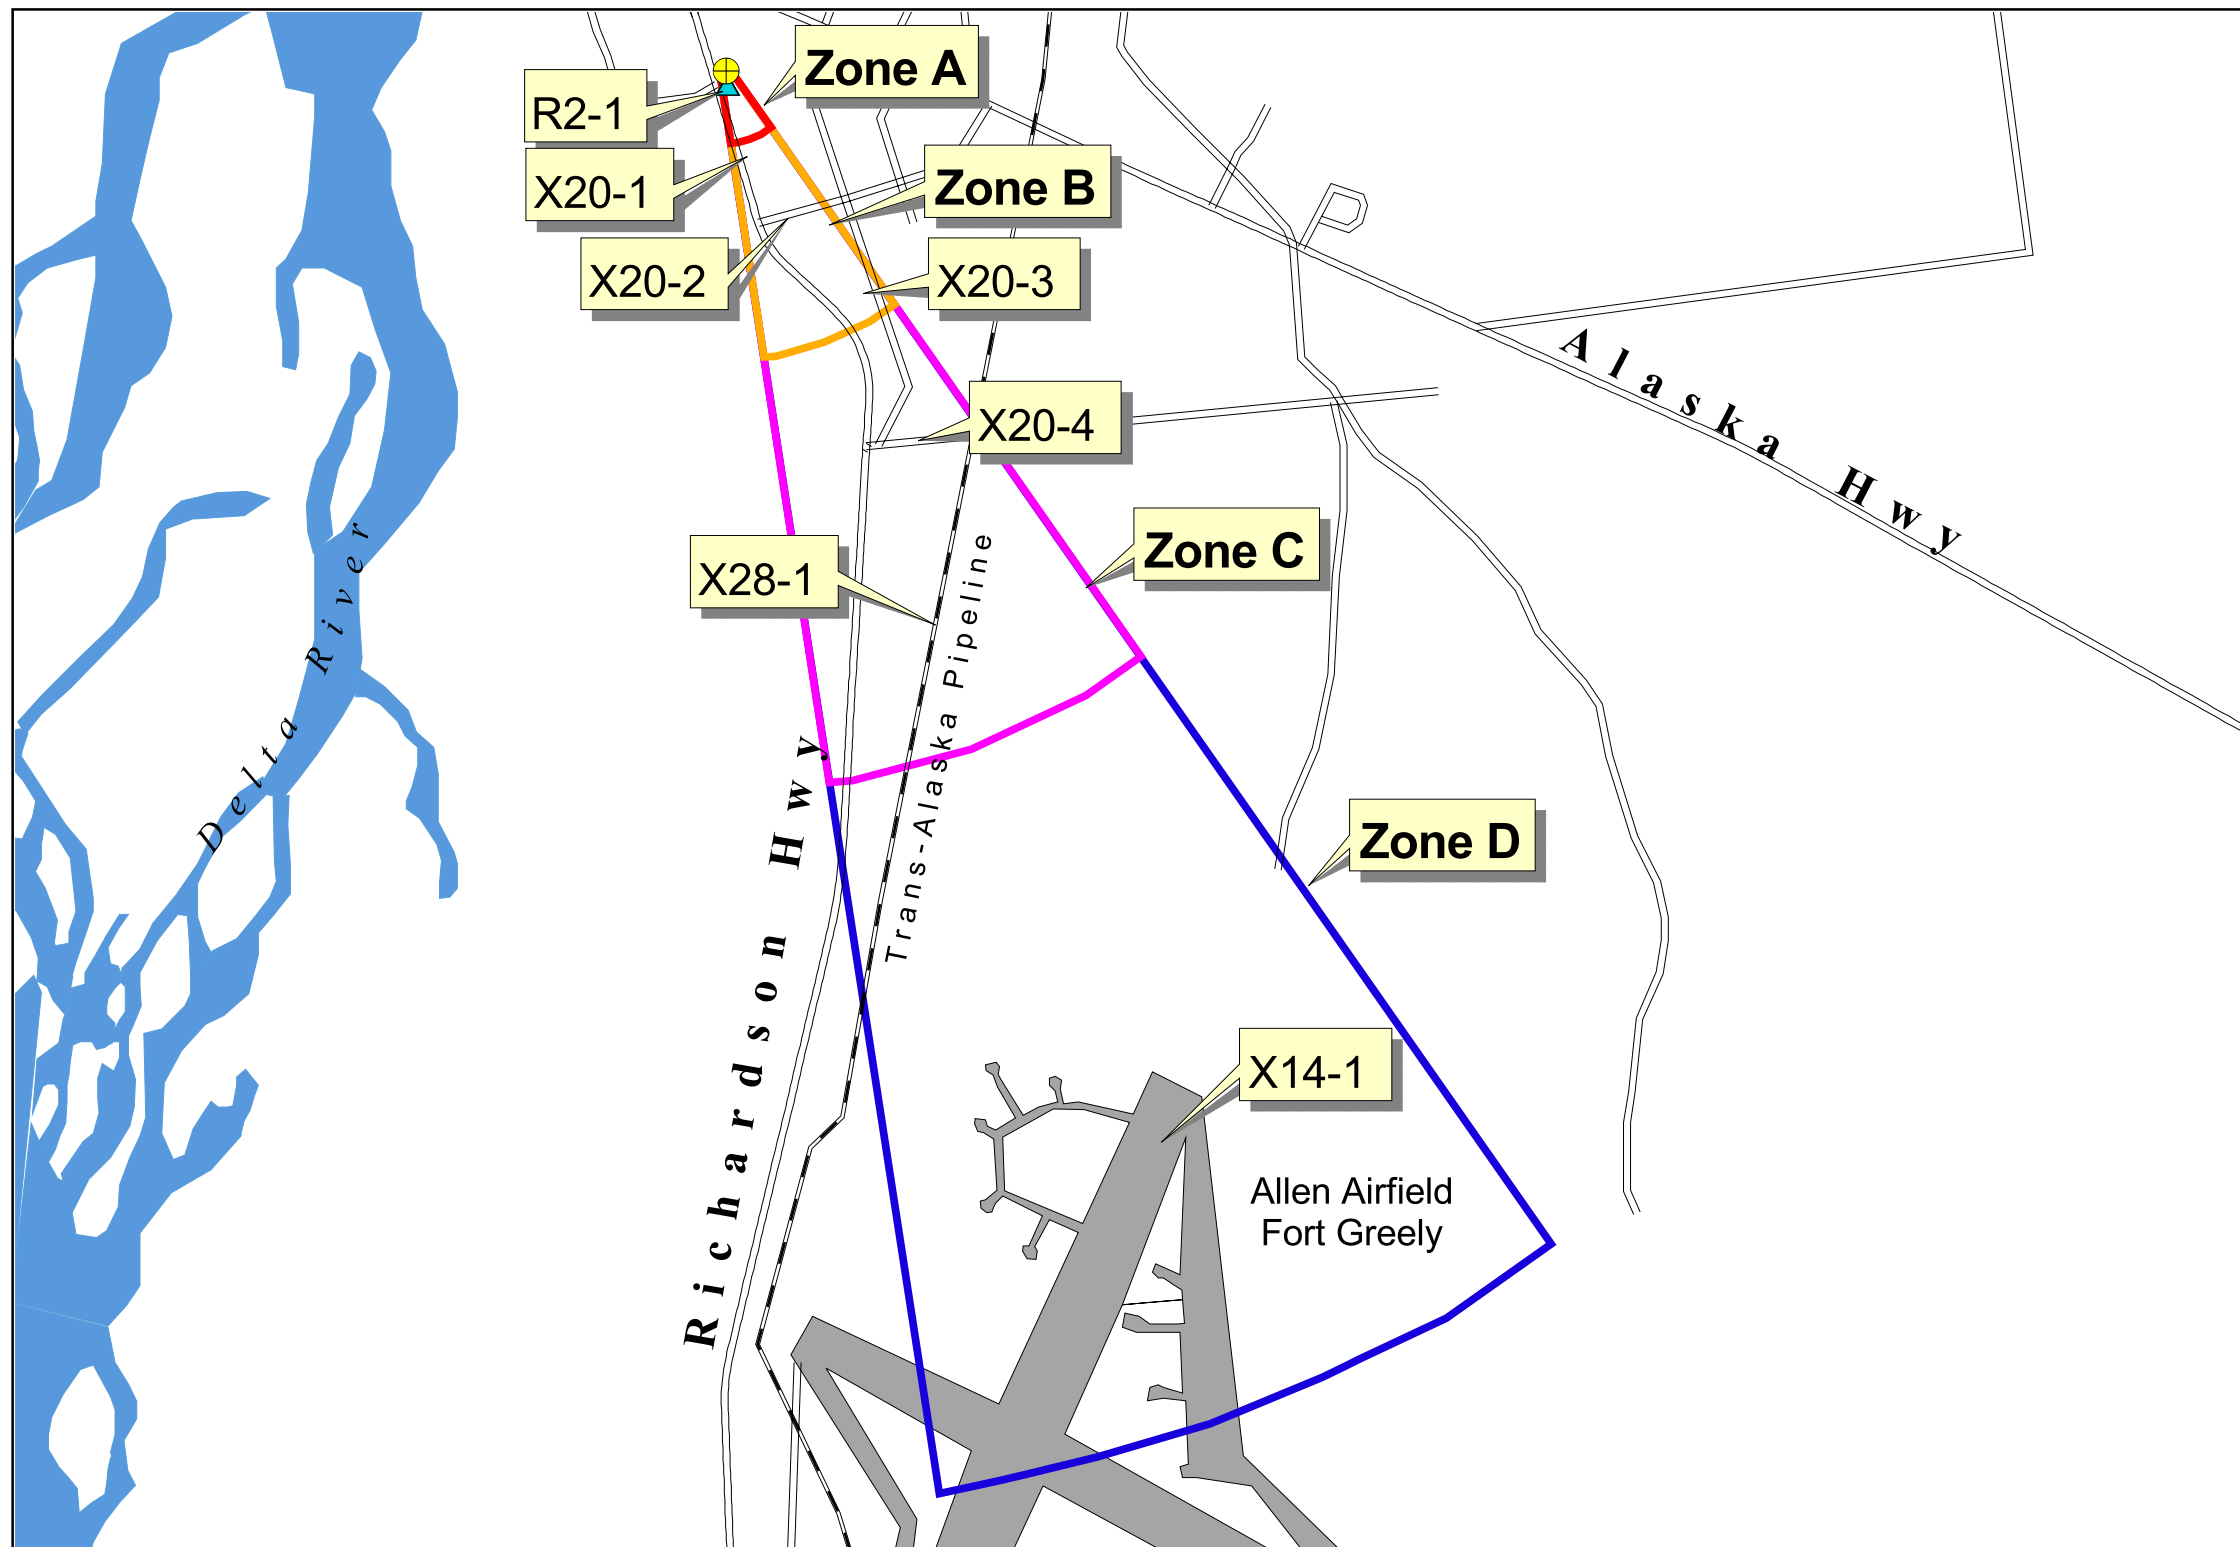 Zone A
R2-1
X20-1
Zone B
X20-2
X20-3
Alaska Hwy
X20-4
Zone C
X28-1
Delta River
Trans-Alaska Pipeline
Richardson Hwy
Zone D
X14-1
Allen Airfield
Fort Greely